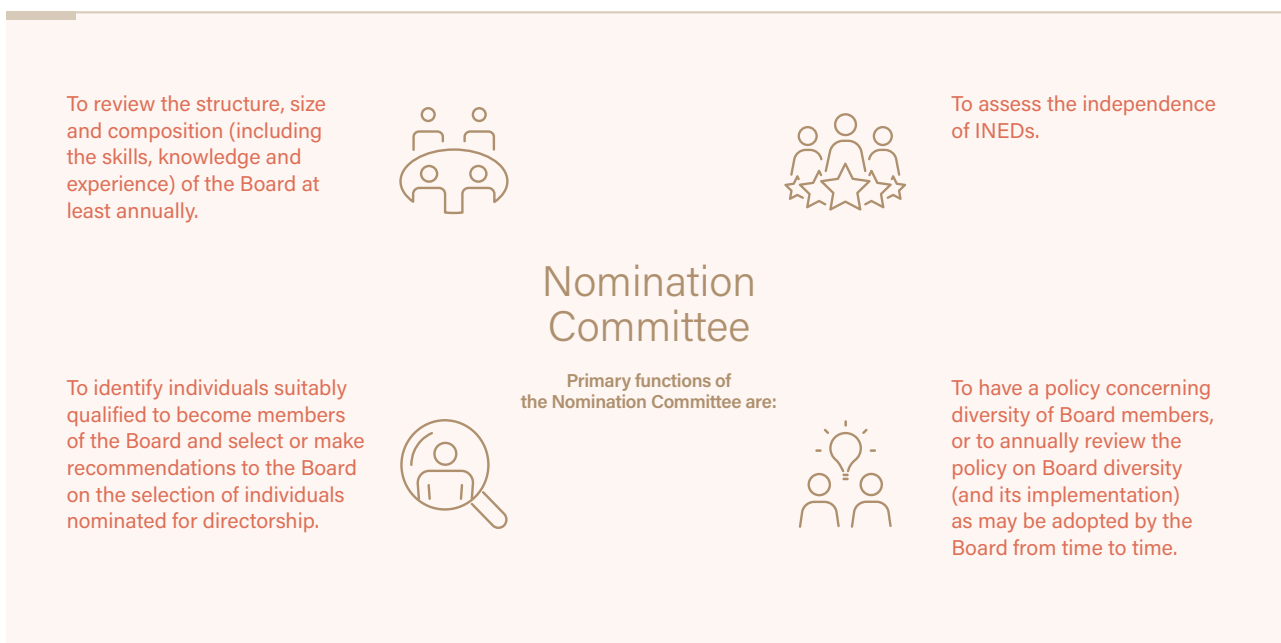 To review the structure, size
and composition (including
the skills, knowledge and
experience) of the Board at
least annually.
To assess the independence
of INEDs.
Nomination
Committee
Primary functions of
the Nomination Committee are:
To identify individuals suitably
qualified to become members
of the Board and select or make
recommendations to the Board
on the selection of individuals
nominated for directorship.
To have a policy concerning
diversity of Board members,
or to annually review the
policy on Board diversity
(and its implementation)
as may be adopted by the
Board from time to time.